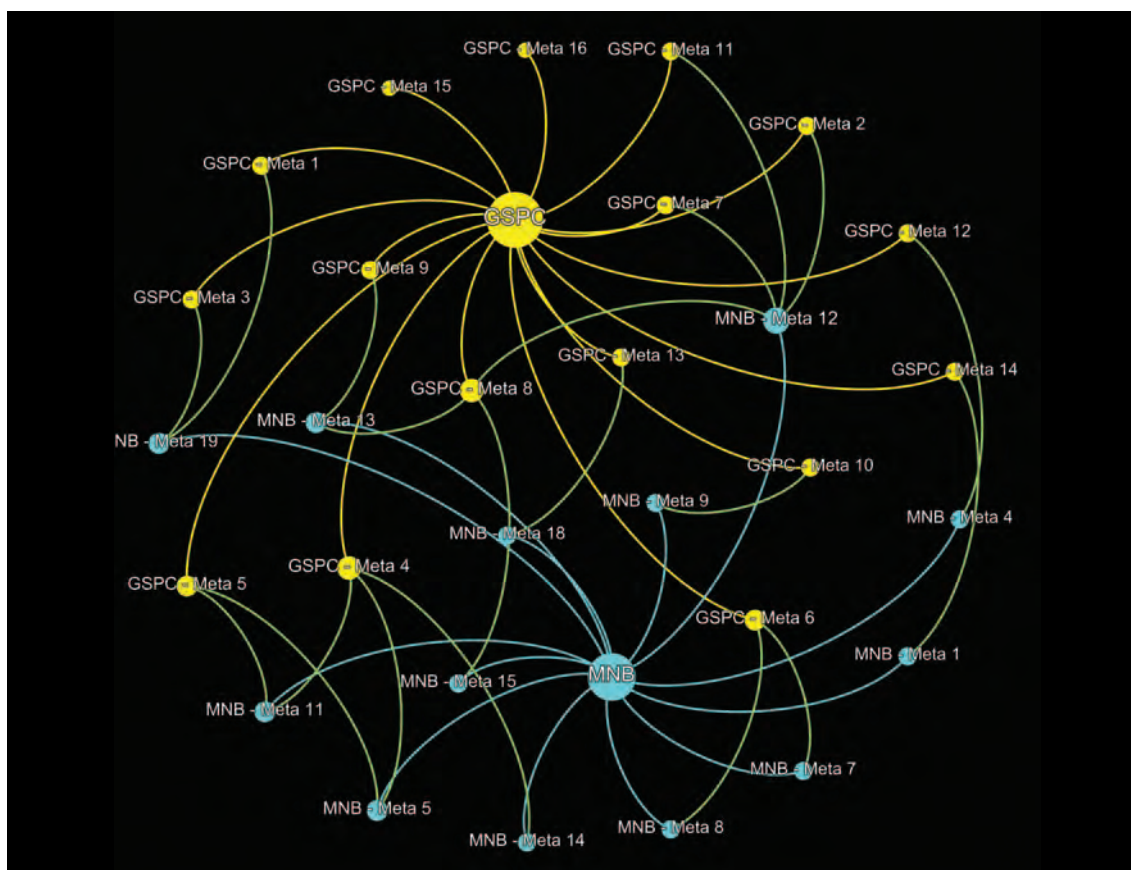 GSPC - Meta 16
GSPC - Meta 11
GSPC - Meta 15
GSPC - Meta 2
GSPC - Meta 1
GSPC - Meta 7
GSPC
GSPC - Meta 12
GSPC - Meta 9
GSPC - Meta 3
MNB - Meta 12
GSPC - Meta 13
GSPC - Meta 14
GSPC - Meta 8
MNB - Meta 13
NB - Meta 19
GSPC - Meta 10
MNB - Meta 9
MNB - Meta 4
MNB - Meta 18
GSPC - Meta 4
GSPC - Meta 5
GSPC - Meta 6
MNB - Meta 1
MNB
MNB - Meta 15
MNB - Meta 11
MNB - Meta 7
MNB - Meta 5
MNB - Meta 8
MNB - Meta 14